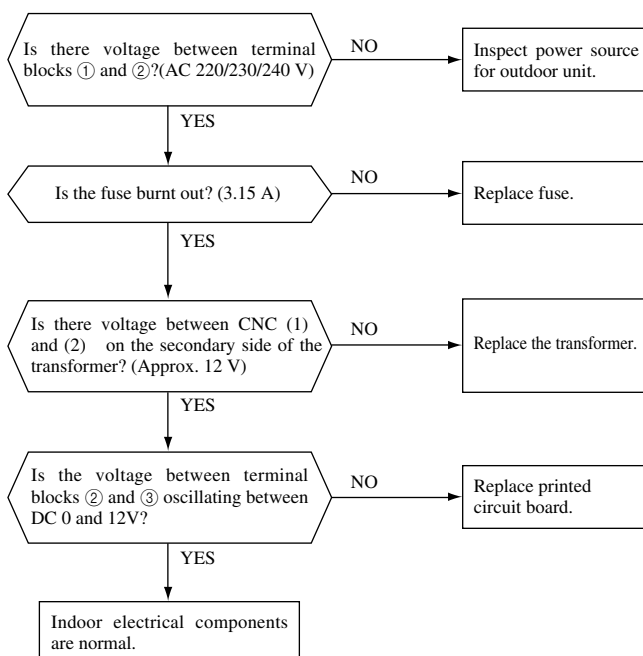 Is there voltage between terminal
blocks ① and ②?(AC 220/230/240 V)
NO
Inspect power source
for outdoor unit.
YES
Is the fuse burnt out? (3.15 A)
NO
Replace fuse.
YES
Is there voltage between CNC (1)
and (2) on the secondary side of the
transformer? (Approx. 12 V)
NO
Replace the transformer.
YES
Is the voltage between terminal
blocks ② and ③ oscillating between
DC 0 and 12V?
NO
Replace printed
circuit board.
YES
Indoor electrical components
are normal.